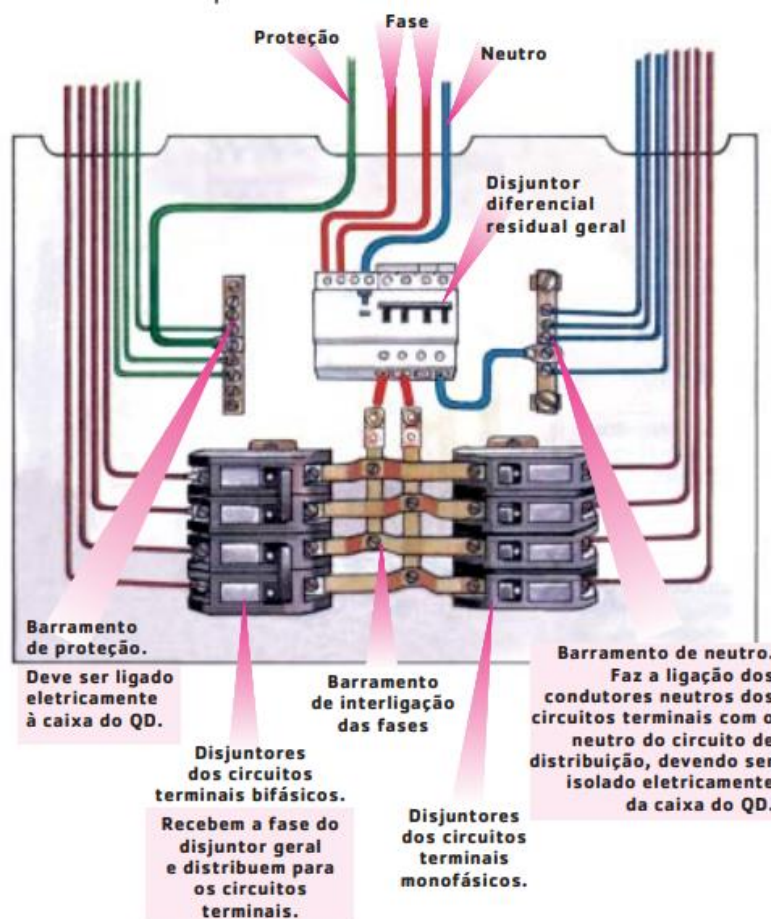 Proteção
Fase
Neutro
Disjuntor
diferencial
residual geral
Barramento
de proteção.
Deve ser ligado
eletricamente
à caixa do QD.
Disjuntores
dos circuitos
terminais bifásicos.
Recebem a fase do
disjuntor geral
e distribuem para
os circuitos
terminais.
Barramento
de interligação
das fases
Disjuntores
dos circuitos
terminais
monofásicos.
Barramento de neutro.
Faz a ligação dos
condutores neutros dos
circuitos terminais com o
neutro do circuito de
distribuição, devendo ser
isolado eletricamente
da caixa do QD.